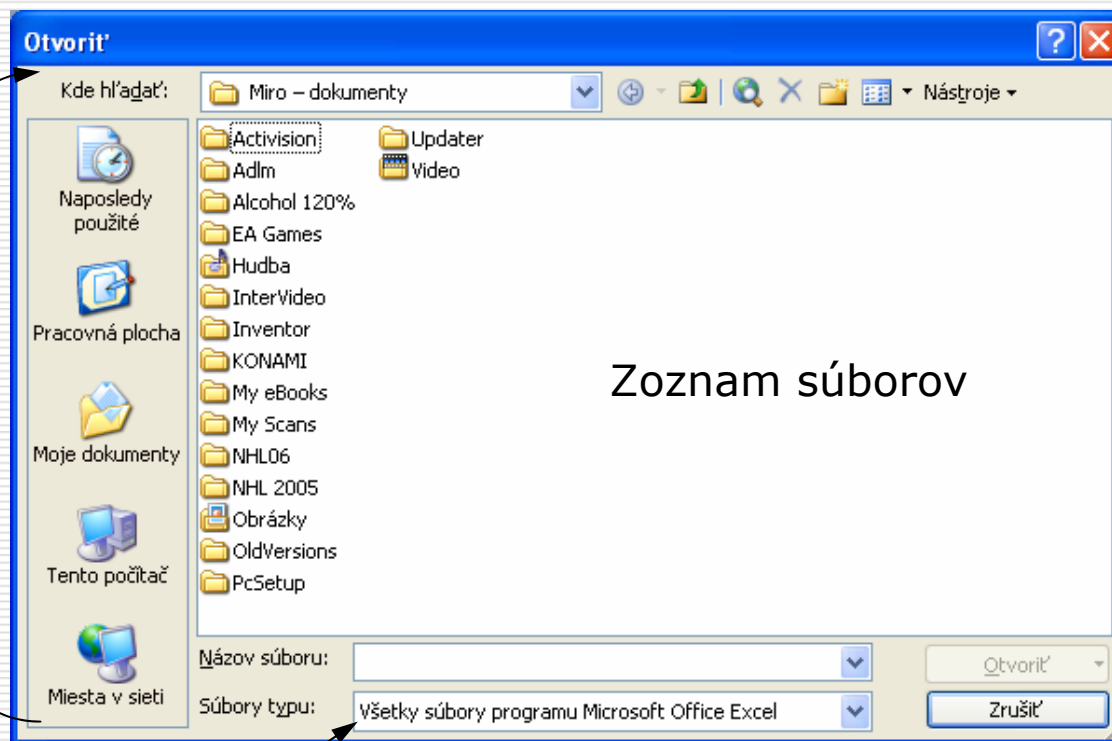 Otvoriť
Kde hľadať:
Miro – dokumenty
Nástroje
Naposledy
použité
Pracovná plocha
Moje dokumenty
Tento počítač
Miesta v sieti
Activision
Adlm
Alcohol 120%
EA Games
Hudba
InterVideo
Inventor
KONAMI
My eBooks
My Scans
NHL06
NHL 2005
Obrázky
OldVersions
PcSetup
Updater
Video
Zoznam súborov
Názov súboru:
Otvoriť
Súbory typu:
Všetky súbory programu Microsoft Office Excel
Zrušiť